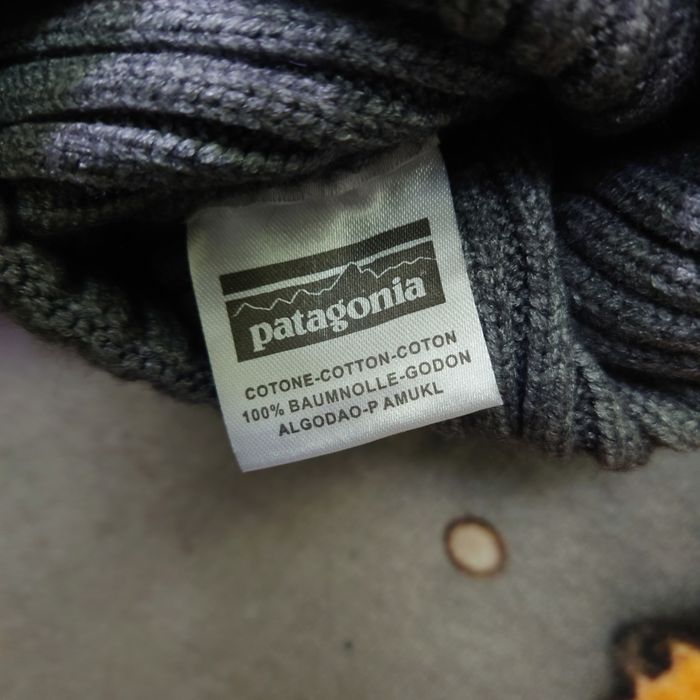 patagonia
COTONE-COTTON-COTON
100% BAUMNOLLE-GODON
ALGODAO-P AMUKL